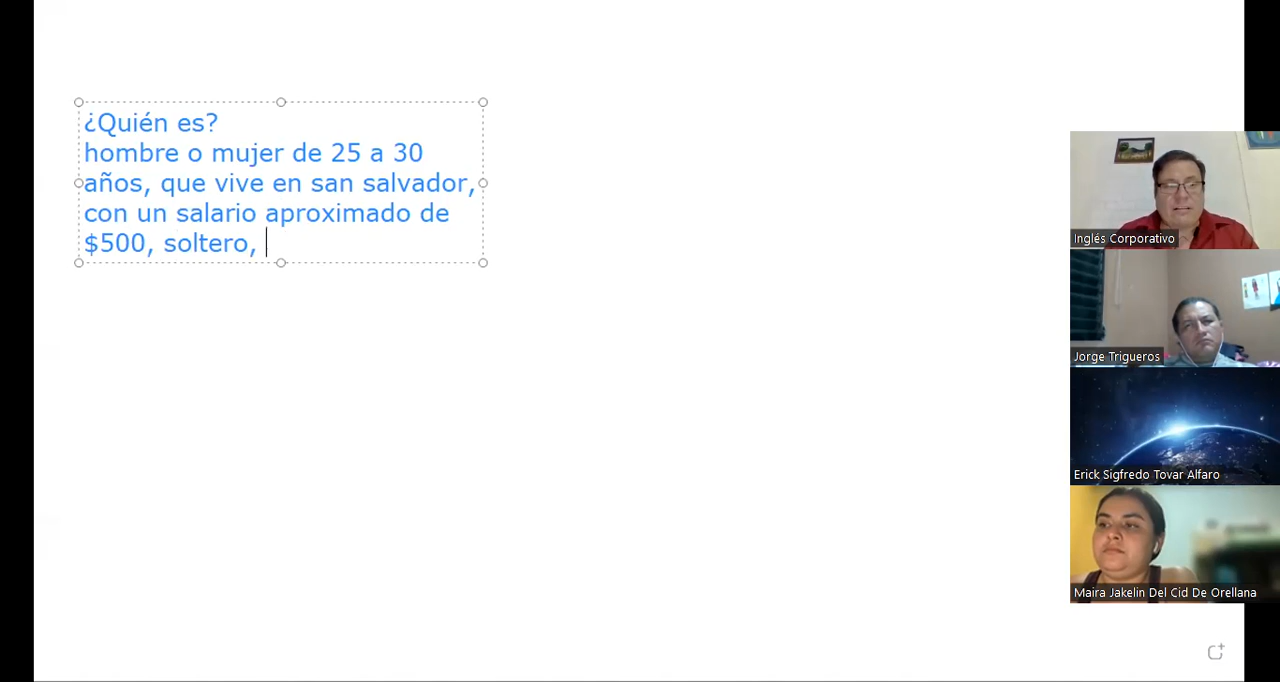 ¿Quién es?
hombre o mujer de 25 a 30
años, que vive en san salvador,
con un salario aproximado de
$500, soltero,
Inglés Corporativo
Jorge Trigueros
Erick Sigfredo Tovar Alfaro
Maira Jakelin Del Cid De Orellana